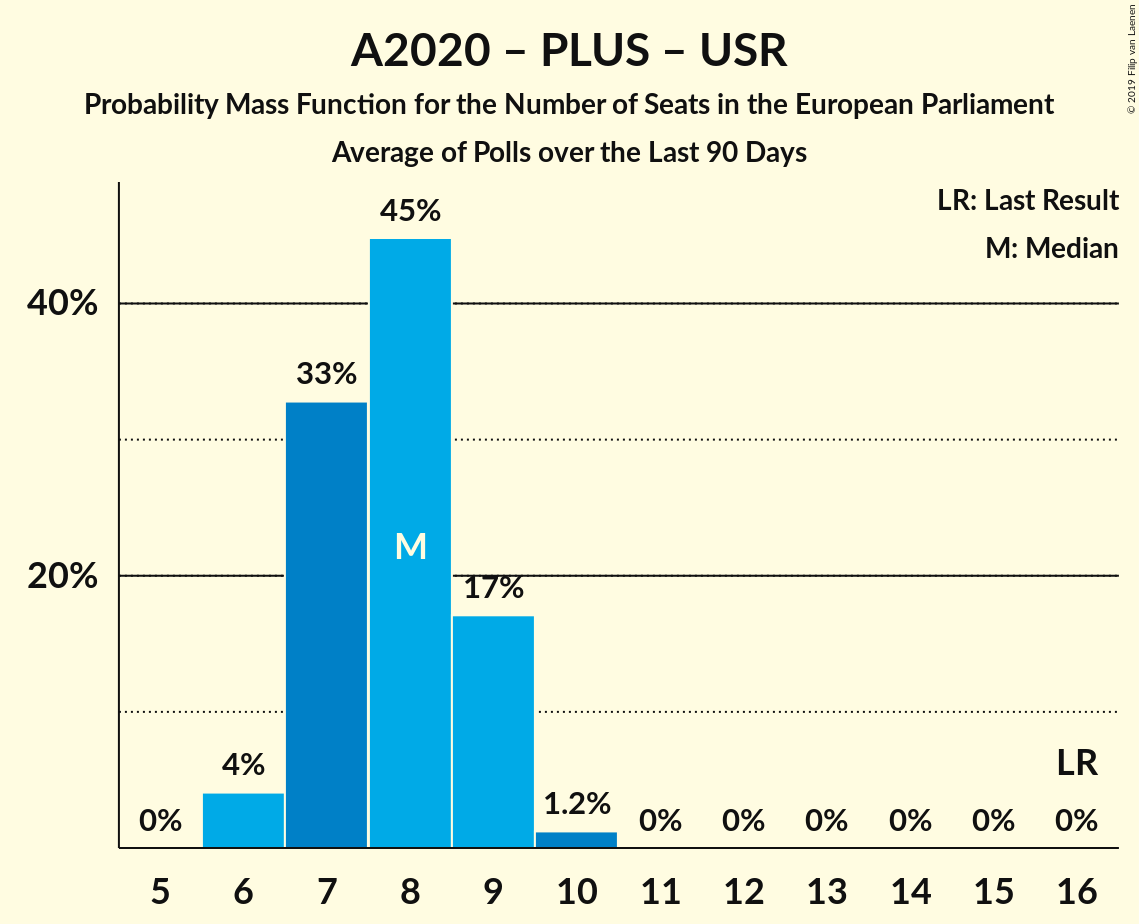 A2020 – PLUS – USR
Probability Mass Function for the Number of Seats in the European Parliament
Average of Polls over the Last 90 Days
© 2019 Filip van Laenen
LR: Last Result
M: Median
45%
40%
33%
M
20%
17%
4%
LR
1.2%
0% 0% 0% 0% 0% 0% 0%
5 6 7 8 9 10 11 12 13 14 15 16